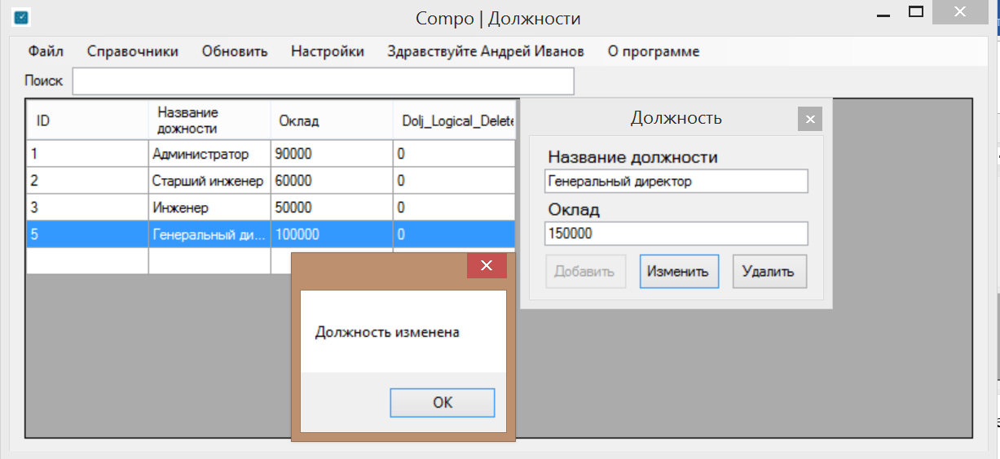 Compo | Должности
Файл Справочники Обновить Настройки Здравствуйте Андрей Иванов О программе
Поиск
ID Название дожности Оклад Dolj_Logical_Delete
1 Администратор 90000 0
2 Старший инженер 60000 0
3 Инженер 50000 0
5 Генеральный ди... 100000 0
Должность
Название должности
Генеральный директор
Оклад
150000
Добавить Изменить Удалить
Должность изменена
OK